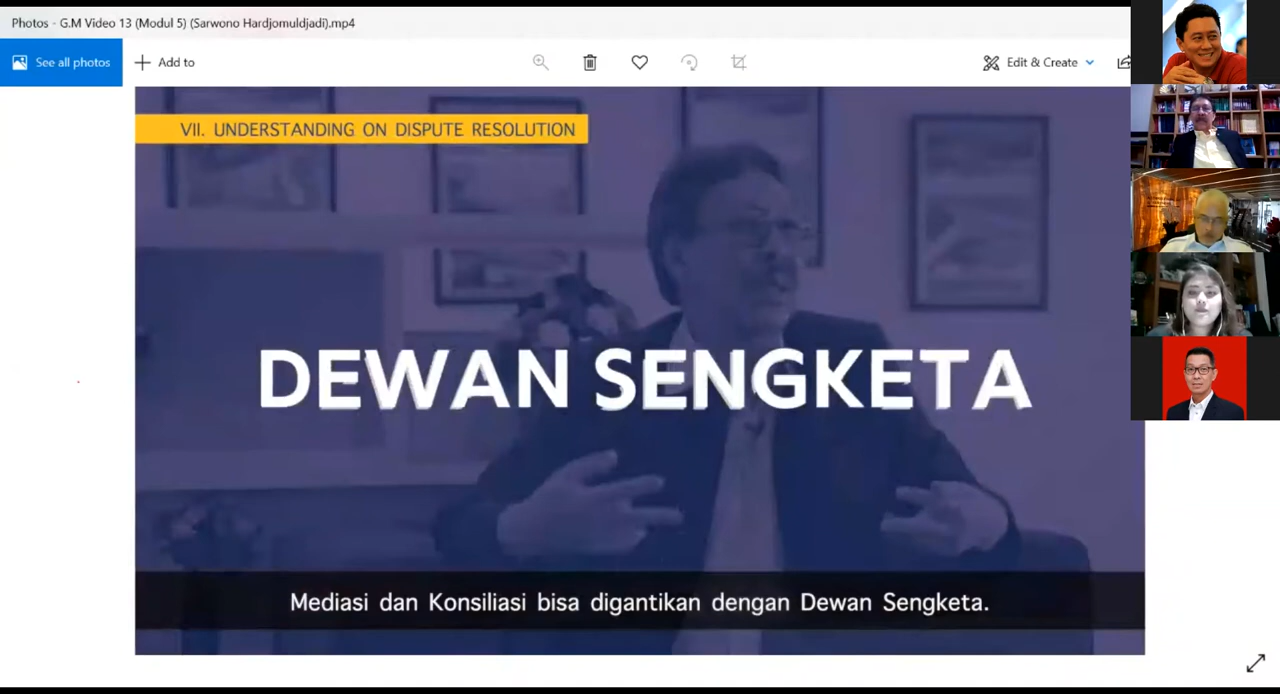 Photos - G.M Video 13 (Modul 5) (Sarwono Hardjomuldjadi).mp4
See all photos
Add to
Edit & Create
VII. UNDERSTANDING ON DISPUTE RESOLUTION
DEWAN SENGKETA
Mediasi dan Konsiliasi bisa digantikan dengan Dewan Sengketa.